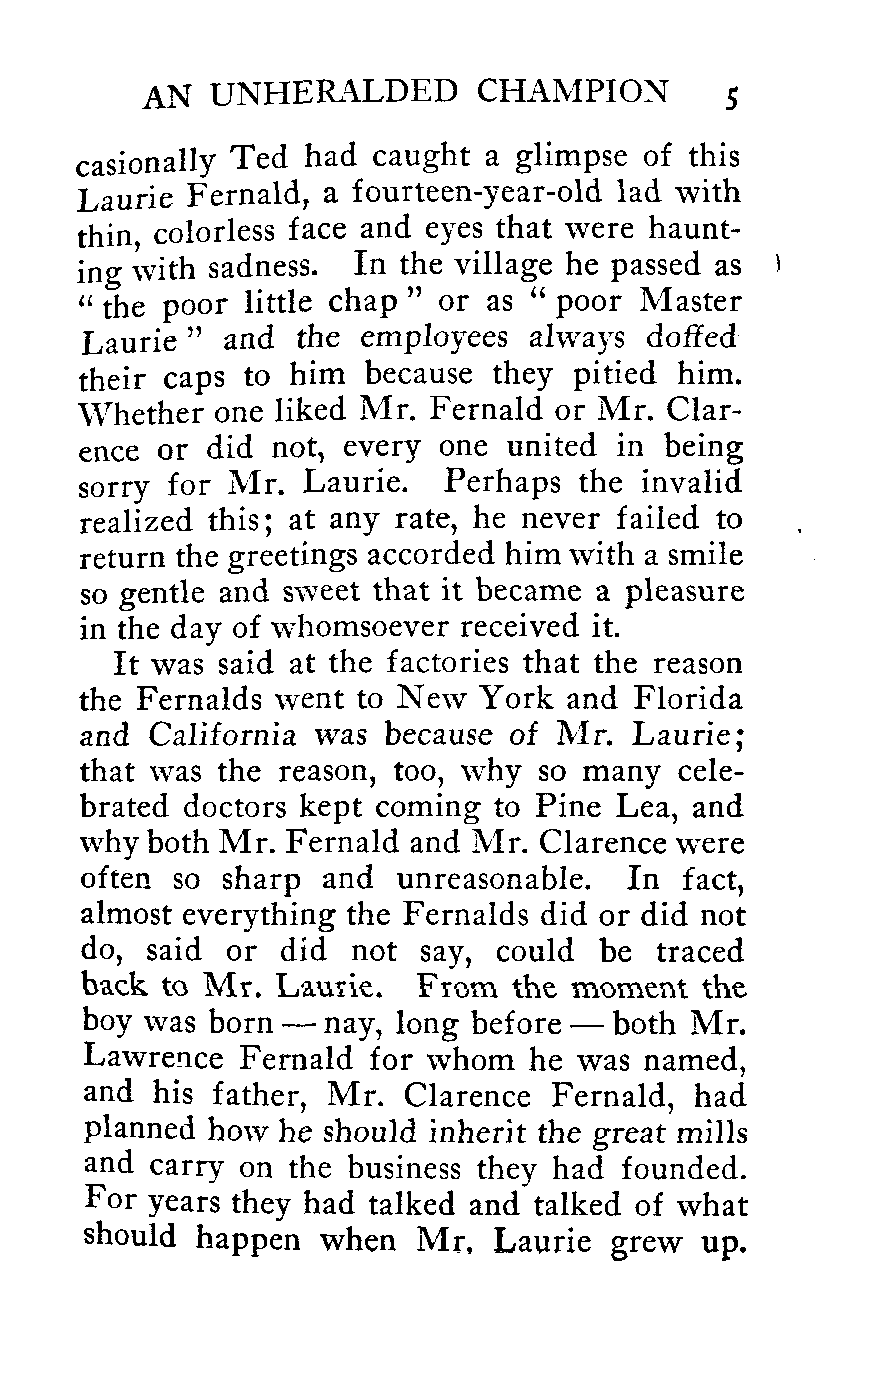 AN UNHERALDED CHAMPION 5
casionally Ted had caught a glimpse of this
Laurie Fernald, a fourteen-year-old lad with
thin, colorless face and eyes that were haunt-
ing with sadness. In the village he passed as
“ the poor little chap ” or as “ poor Master
Laurie ” and the employees always doffed
their caps to him because they pitied him.
Whether one liked Mr. Fernald or Mr. Clar-
ence or did not, every one united in being
sorry for Mr. Laurie. Perhaps the invalid
realized this; at any rate, he never failed to
return the greetings accorded him with a smile
so gentle and sweet that it became a pleasure
in the day of whomsoever received it.
It was said at the factories that the reason
the Fernalds went to New York and Florida
and California was because of Mr. Laurie;
that was the reason, too, why so many cele-
brated doctors kept coming to Pine Lea, and
why both Mr. Fernald and Mr. Clarence were
often so sharp and unreasonable. In fact,
almost everything the Fernalds did or did not
do, said or did not say, could be traced
back to Mr. Laurie. From the moment the
boy was born — nay, long before — both Mr.
Lawrence Fernald for whom he was named,
and his father, Mr. Clarence Fernald, had
planned how he should inherit the great mills
and carry on the business they had founded.
For years they had talked and talked of what
should happen when Mr. Laurie grew up.